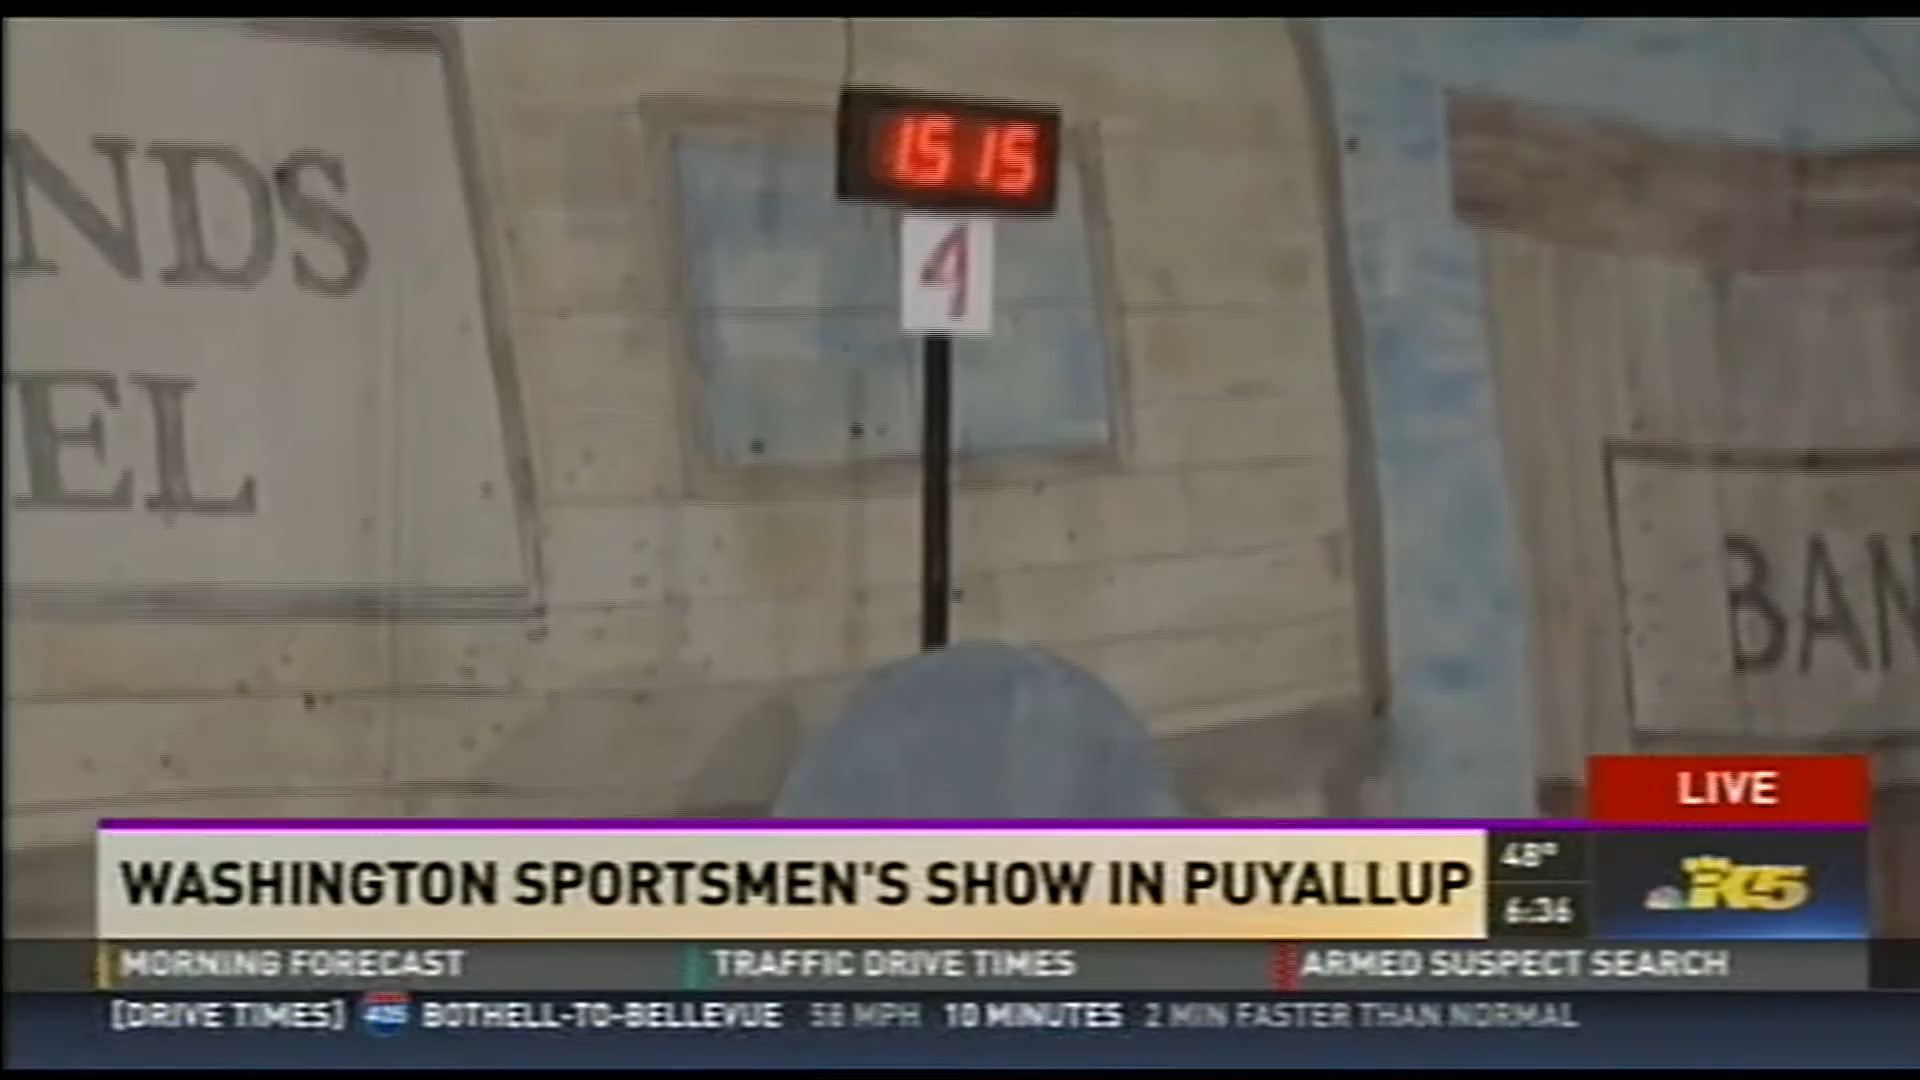 NDS
EL
15 15
4
BAN
LIVE
WASHINGTON SPORTSMEN'S SHOW IN PUYALLUP
48°
6:36
K5
MORNING FORECAST
TRAFFIC DRIVE TIMES
ARMED SUSPECT SEARCH
[DRIVE TIMES] 405 BOTHELL-TO-BELLEVUE 58 MPH 10 MINUTES 2 MIN FASTER THAN NORMAL